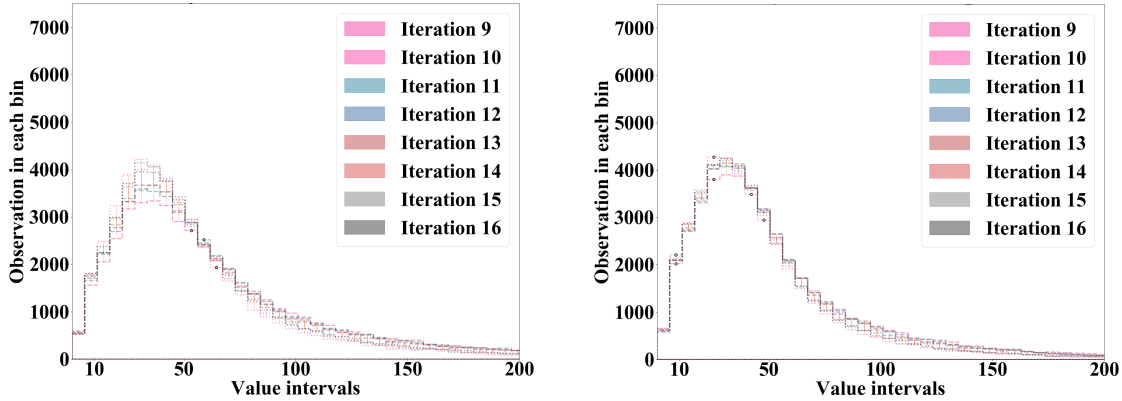 7000
6000
5000
4000
3000
2000
1000
0
Observation in each bin
10
50
100
150
200
Value intervals
Iteration 9
Iteration 10
Iteration 11
Iteration 12
Iteration 13
Iteration 14
Iteration 15
Iteration 16
7000
6000
5000
4000
3000
2000
1000
0
Observation in each bin
10
50
100
150
200
Value intervals
Iteration 9
Iteration 10
Iteration 11
Iteration 12
Iteration 13
Iteration 14
Iteration 15
Iteration 16